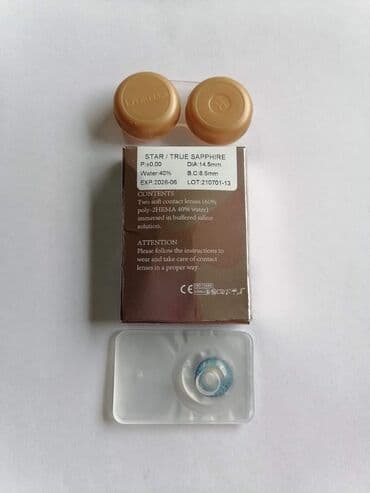 STAR / TRUE SAPPHIRE
P:±0.00 DIA:14.5mm
Water:40% B.C:8.5mm
EXP:2026-06 LOT:210701-13
CONTENTS
Two soft contact lenses (60%
poly-2HEMA 40% water)
immersed in buffered saline
solution.
ATTENTION
Please follow the instructions to
wear and take care of contact
lenses in a proper way.
CE